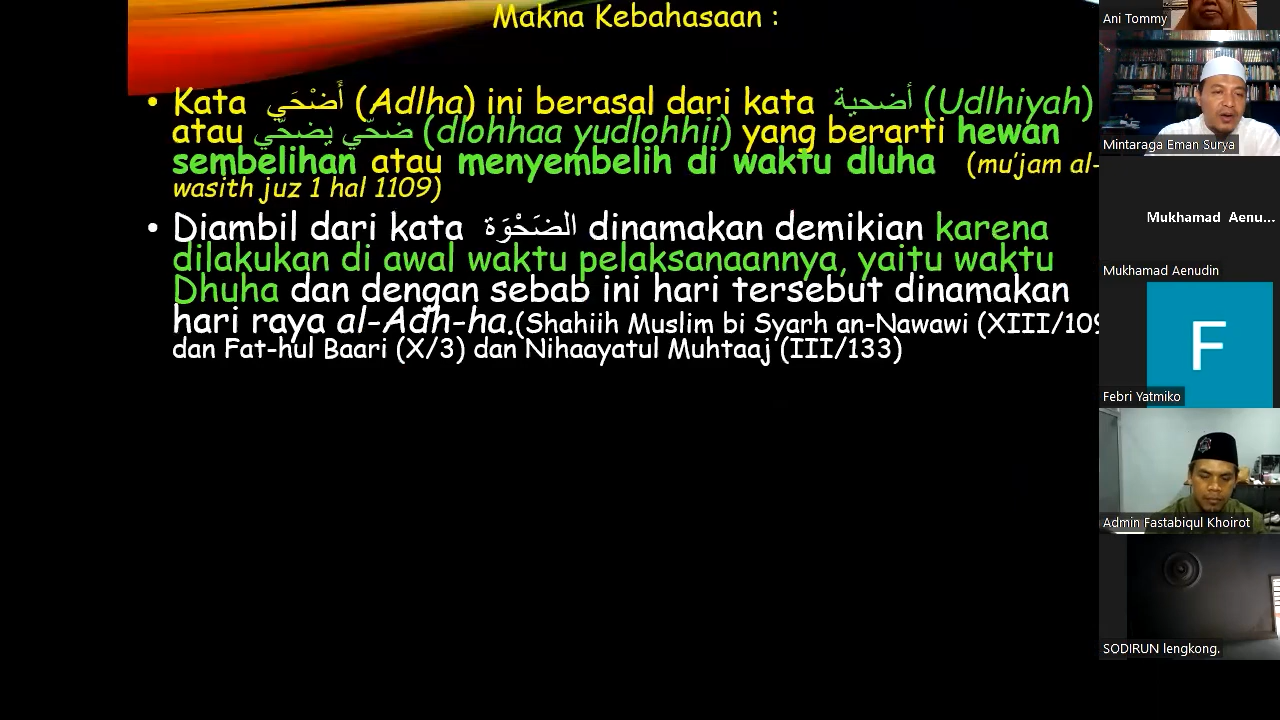 Makna Kebahasaan :
• Kata أَضْحَي (Adlha) ini berasal dari kata أضحية (Udlhiyah)
atau ضحّي يضحّي (dlohhaa yudlohhii) yang berarti hewan
sembelihan atau menyembelih di waktu dluha (mu'jam al-
wasith juz 1 hal 1109)
• Diambil dari kata الضَحْوَة dinamakan demikian karena
dilakukan di awal waktu pelaksanaannya, yaitu waktu
Dhuha dan dengan sebab ini hari tersebut dinamakan
hari raya al-Adh-ha.(Shahiih Muslim bi Syarh an-Nawawi (XIII/109
dan Fat-hul Baari (X/3) dan Nihaayatul Muhtaaj (III/133)
Ani Tommy
Mintaraga Eman Surya
Mukhamad Aenu...
Mukhamad Aenudin
F
Febri Yatmiko
Admin Fastabiqul Khoirot
SODIRUN lengkong.